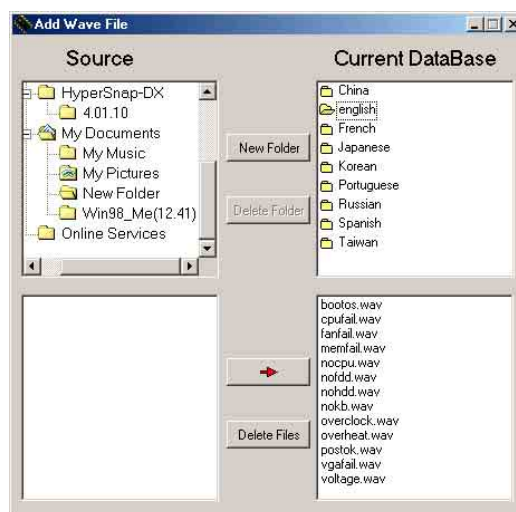 Add Wave File
Source
Current DataBase
HyperSnap-DX
4.01.10
My Documents
My Music
My Pictures
New Folder
Win98_Me(12.41)
Online Services
New Folder
Delete Folder
China
english
French
Japanese
Korean
Portuguese
Russian
Spanish
Taiwan
Delete Files
bootos.wav
cpufail.wav
fanfail.wav
memfail.wav
nocpu.wav
nofdd.wav
nohdd.wav
nokb.wav
overclock.wav
overheat.wav
postok.wav
vgafail.wav
voltage.wav